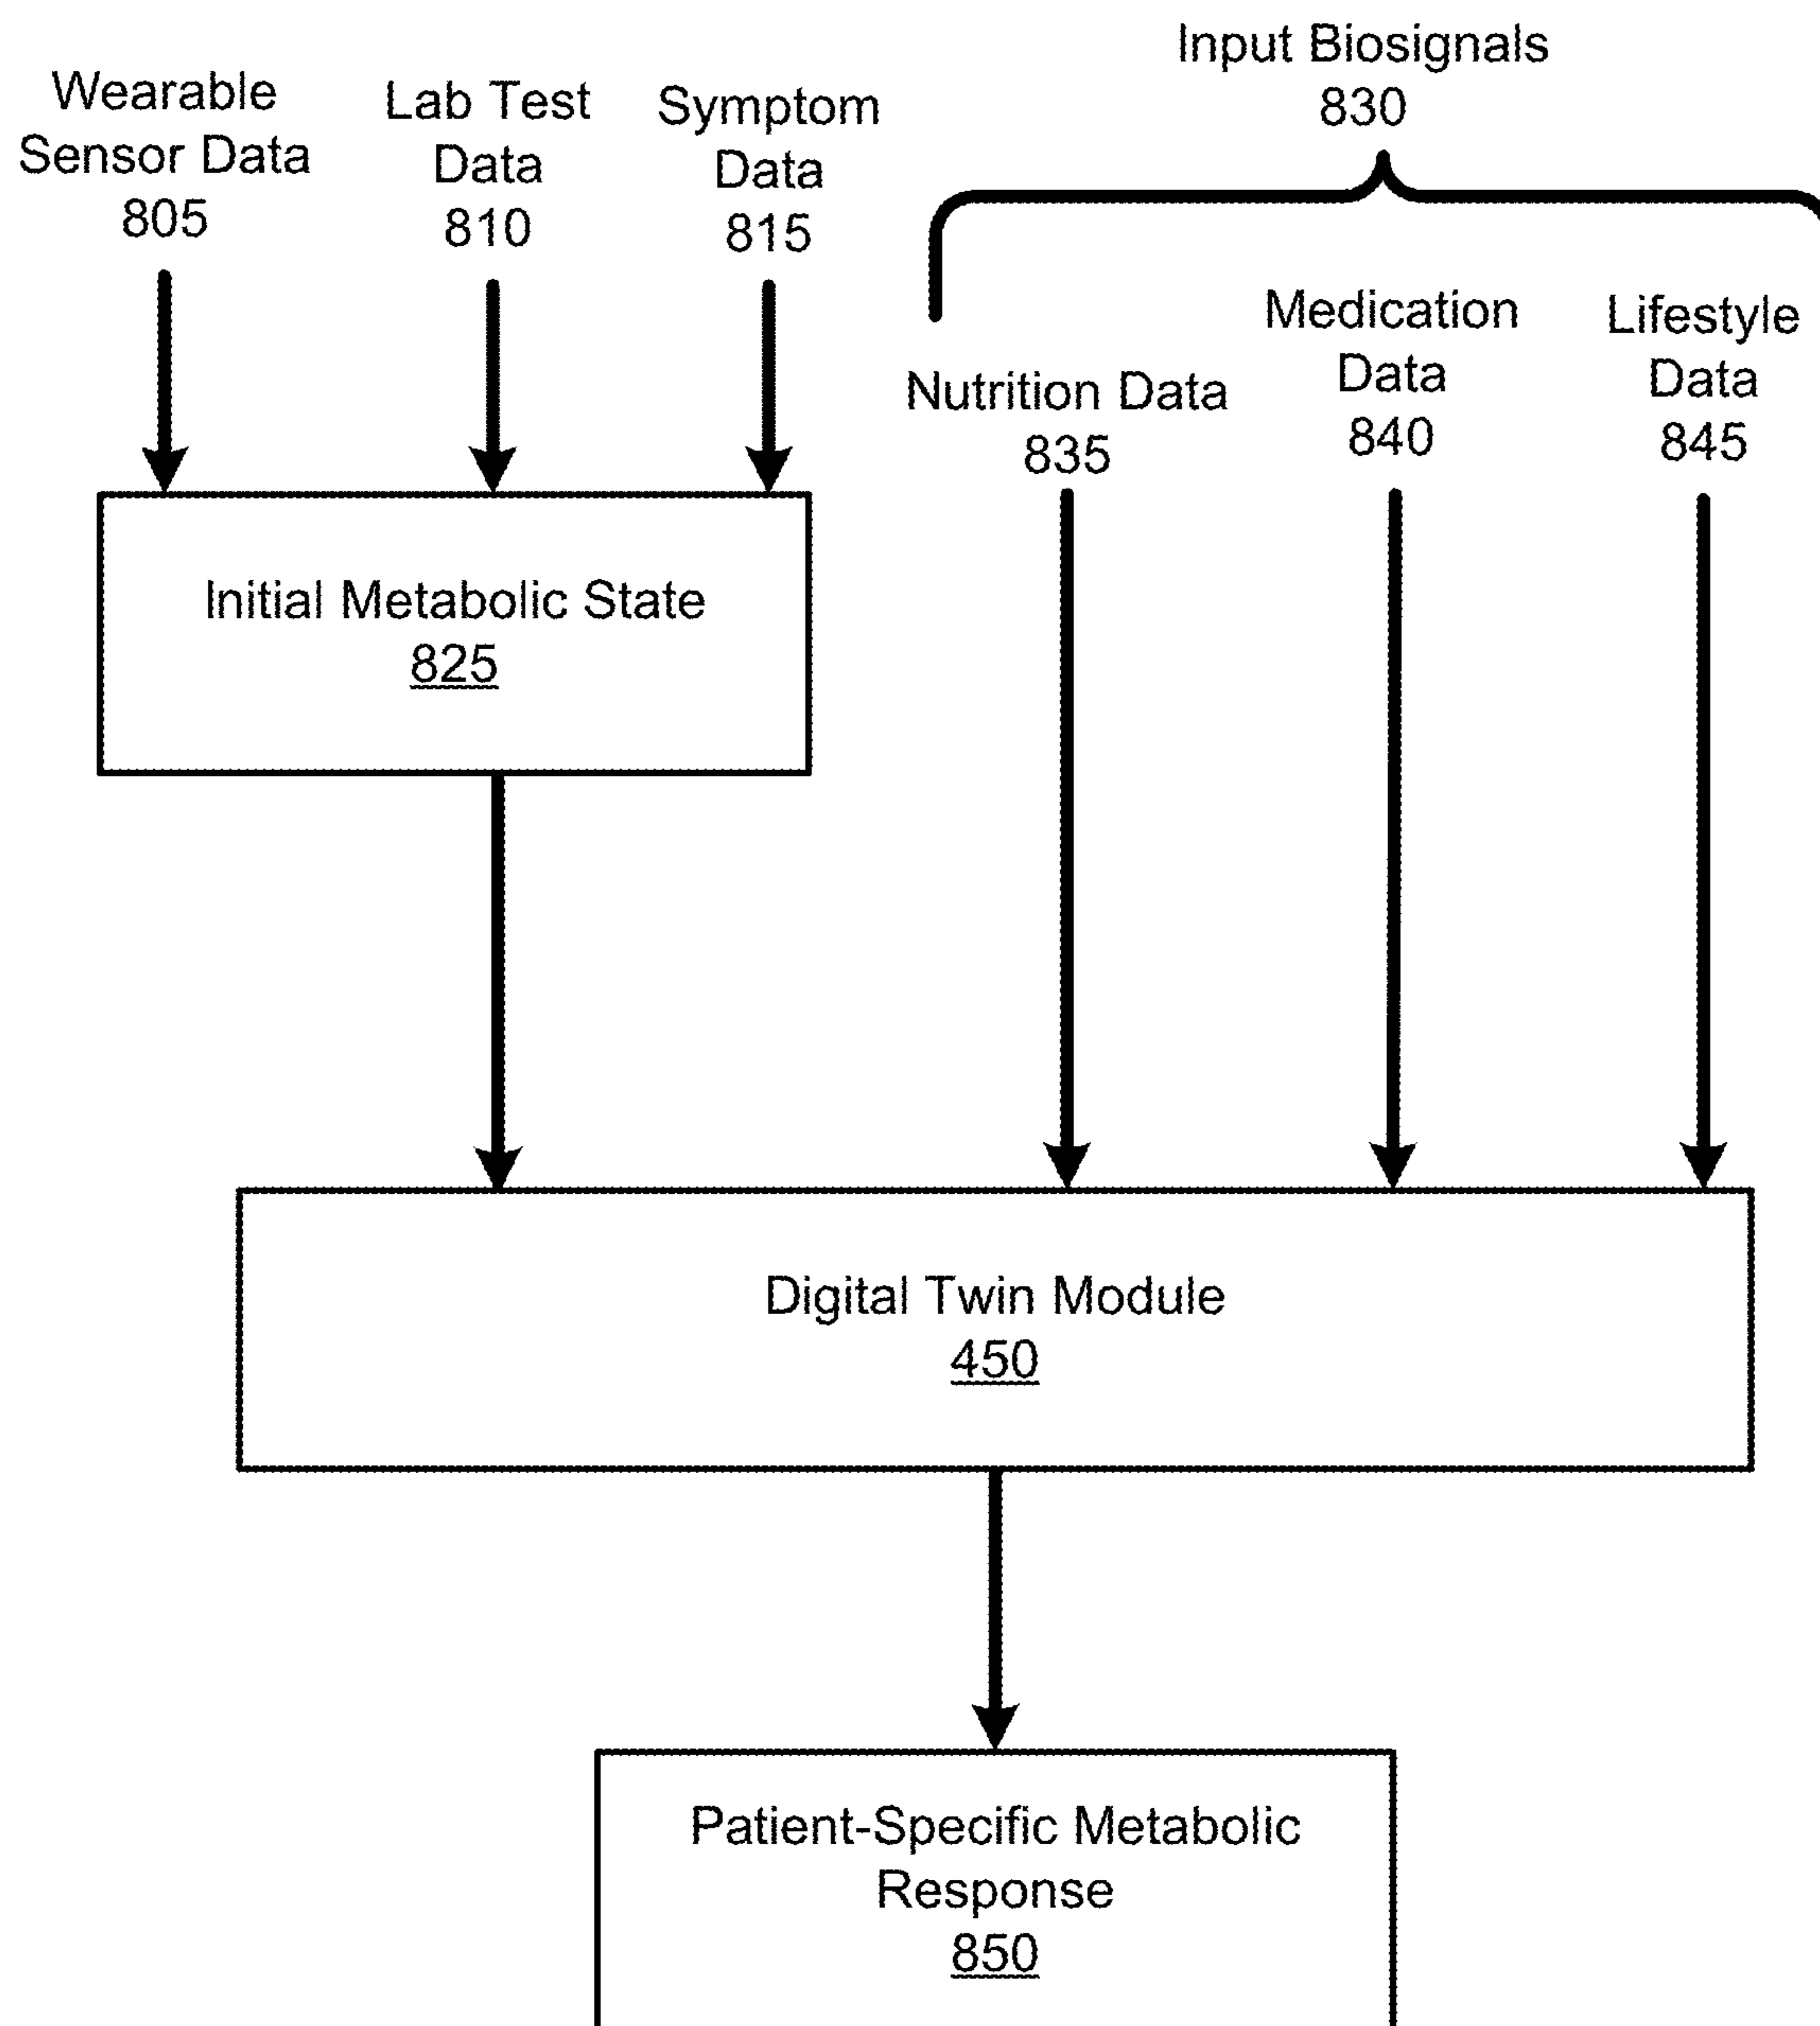 Input Biosignals
830
Wearable
Sensor Data
805
Lab Test
Data
810
Symptom
Data
815
Nutrition Data
835
Medication
Data
840
Lifestyle
Data
845
Initial Metabolic State
825
Digital Twin Module
450
Patient-Specific Metabolic
Response
850